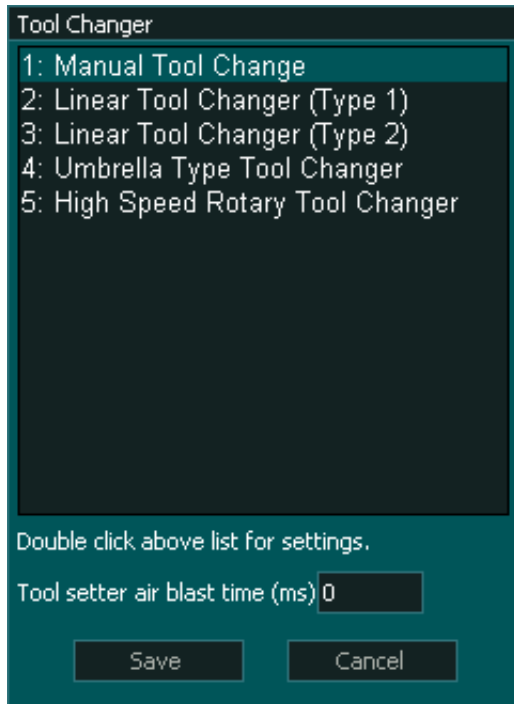 Tool Changer
1: Manual Tool Change
2: Linear Tool Changer (Type 1)
3: Linear Tool Changer (Type 2)
4: Umbrella Type Tool Changer
5: High Speed Rotary Tool Changer
Double click above list for settings.
Tool setter air blast time (ms) 0
Save Cancel